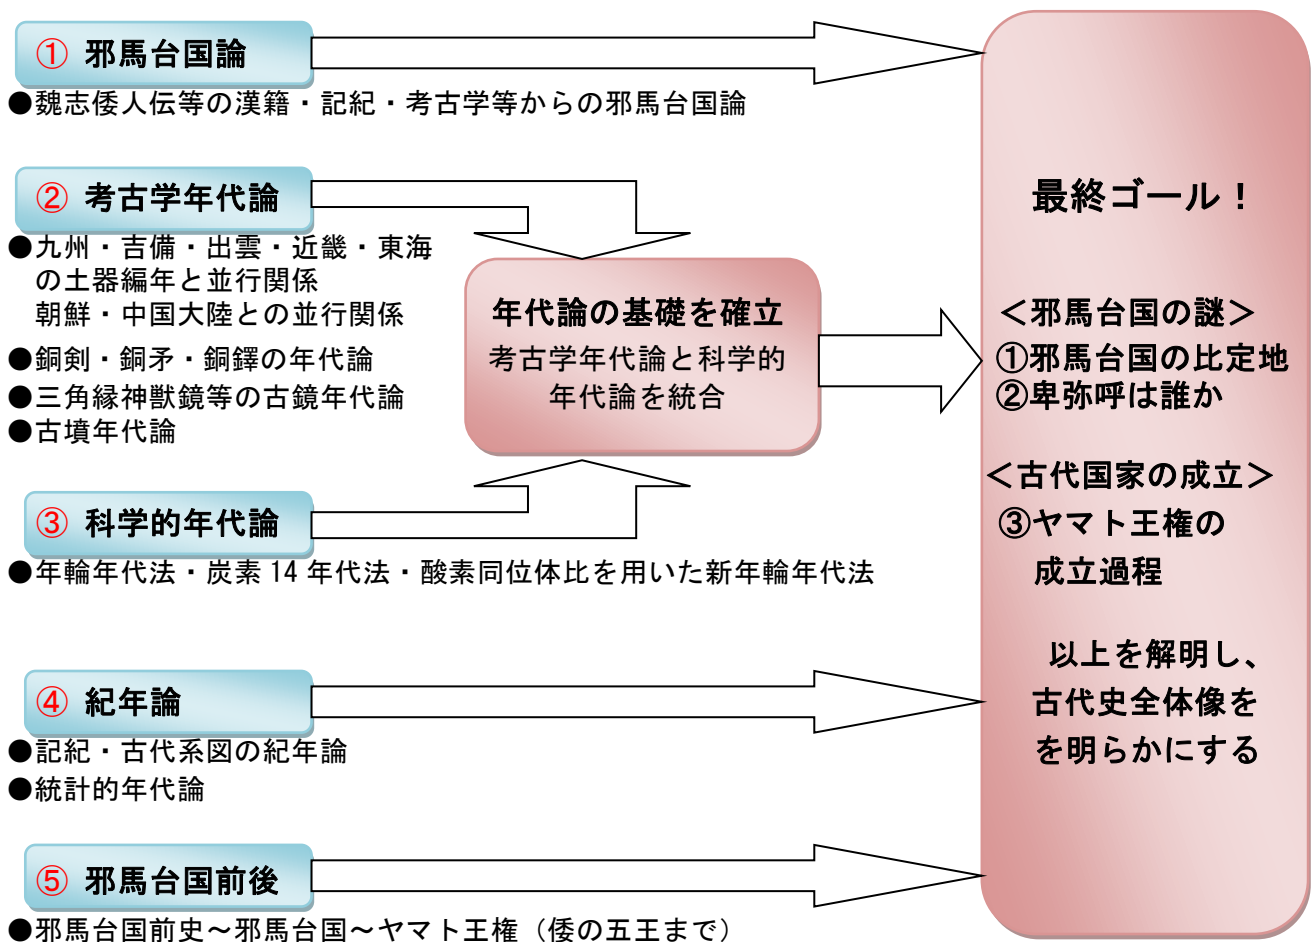 ① 邪馬台国論
●魏志倭人伝等の漢籍・記紀・考古学等からの邪馬台国論
② 考古学年代論
●九州・吉備・出雲・近畿・東海
の土器編年と並行関係
朝鮮・中国大陸との並行関係
●銅剣・銅矛・銅鐸の年代論
●三角縁神獣鏡等の古鏡年代論
●古墳年代論
年代論の基礎を確立
考古学年代論と科学的
年代論を統合
③ 科学的年代論
●年輪年代法・炭素14年代法・酸素同位体比を用いた新年輪年代法
④ 紀年論
●記紀・古代系図の紀年論
●統計的年代論
⑤ 邪馬台国前後
●邪馬台国前史～邪馬台国～ヤマト王権（倭の五王まで）
最終ゴール！
＜邪馬台国の謎＞
①邪馬台国の比定地
②卑弥呼は誰か
＜古代国家の成立＞
③ヤマト王権の
成立過程
以上を解明し、
古代史全体像を
を明らかにする